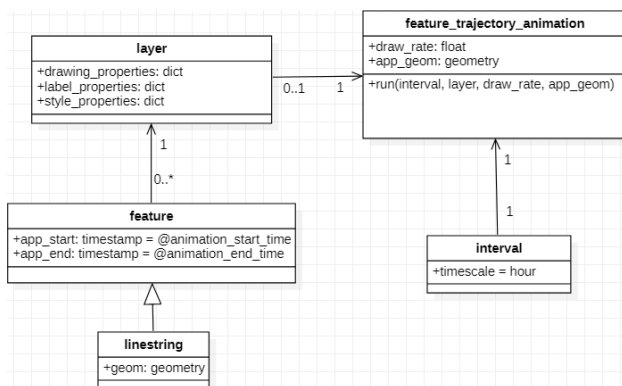 feature_trajectory_animation
+draw_rate: float
+app_geom: geometry
+run(interval, layer, draw_rate, app_geom)
layer
+drawing_properties: dict
+label_properties: dict
+style_properties: dict
0..1
1
1
0..*
1
1
feature
+app_start: timestamp = @animation_start_time
+app_end: timestamp = @animation_end_time
interval
+timescale = hour
linestring
+geom: geometry